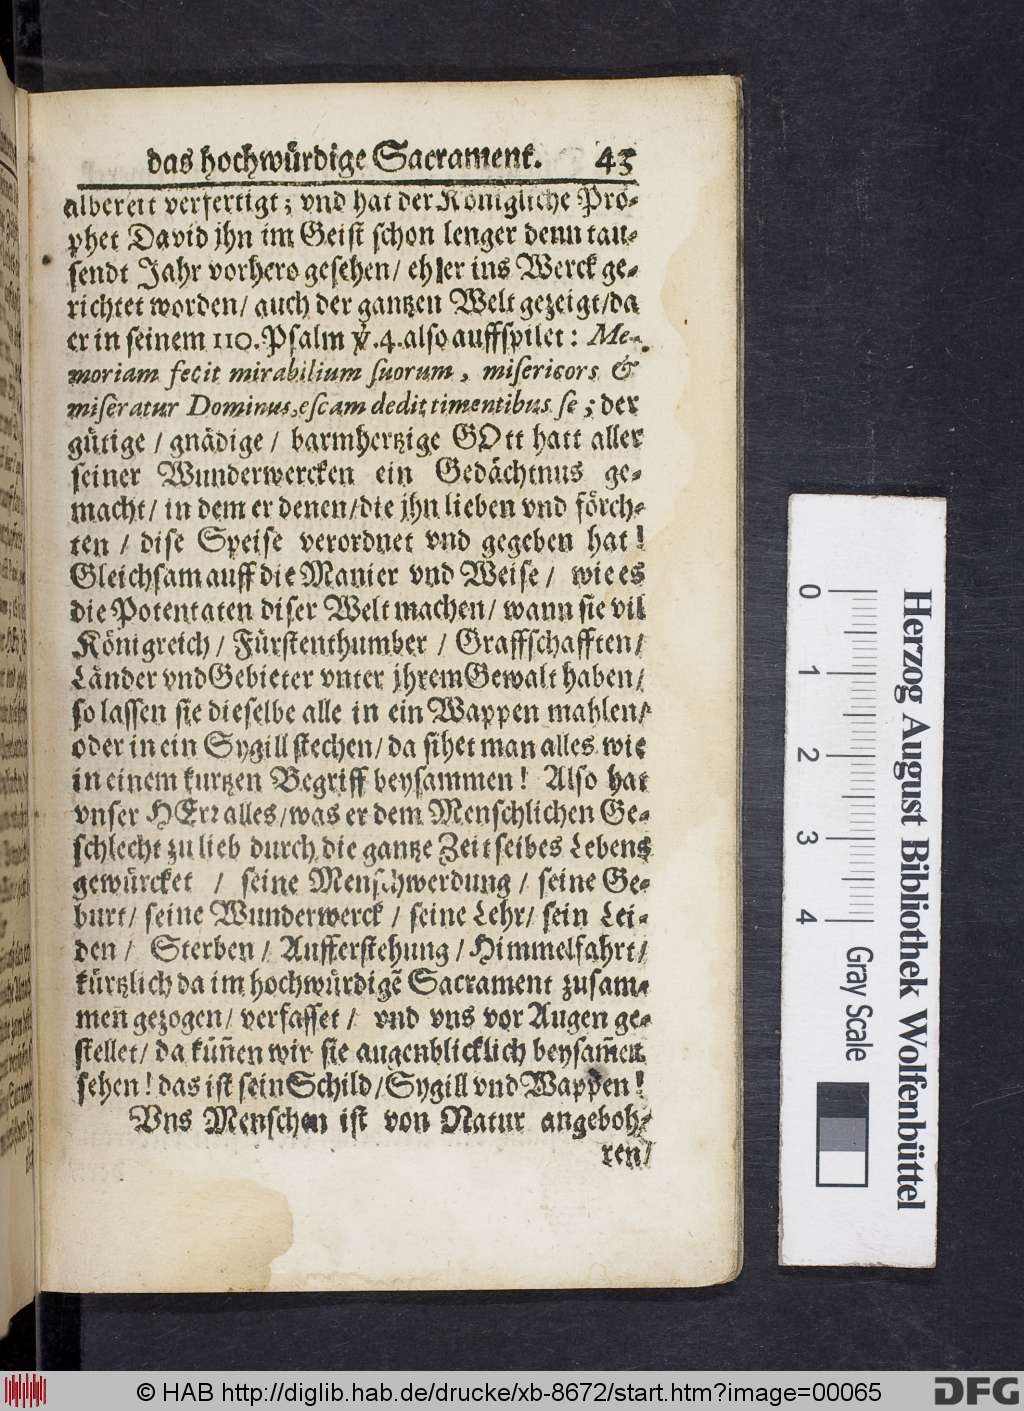 das hochwürdige Sacrament. 43
albereit verfertigt; vnd hat der Königliche Pro-
phet David jhn im Geist schon lenger denn tau-
sendt Jahr vorhero gesehen/ eh er ins Werck ge-
richtet worden/ auch der gantzen Welt gezeigt/da
er in seinem 110. Psalm ℣. 4. also auffspilet: Me-
moriam fecit mirabilium suorum, misericors &
miseratur Dominus, escam dedit timentibus se; der
gütige / gnädige / barmhertzige GOtt hatt aller
seiner Wunderwercken ein Gedächtnus ge-
macht/ in dem er denen/die jhn lieben vnd förch-
ten / dise Speise verordnet vnd gegeben hat!
Gleichsam auff die Manier vnd Weise / wie es
die Potentaten diser Welt machen/ wann sie vil
Königreich/ Fürstenthumber / Graffschafften/
Länder vnd Gebieter vnter jhrem Gewalt haben/
so lassen sie dieselbe alle in ein Wappen mahlen/
oder in ein Sygill stechen/ da sihet man alles wie
in einem kurtzen Begriff beysammen! Also hat
vnser HErr alles/was er dem Menschlichen Ge-
schlecht zu lieb durch die gantze Zeit seibes Lebens
gewürcket / seine Menschwerdung / seine Ge-
burt/ seine Wunderwerck / seine Lehr/ sein Lei-
den / Sterben / Aufferstehung / Himmelfahrt/
kürtzlich da im hochwürdigẽ Sacrament zusam-
men gezogen/ verfasset / vnd vns vor Augen ge-
stellet/ da küñen wir sie augenblicklich beysam̃en
sehen! das ist sein Schild/Sygill vnd Wappen!
Vns Menschen ist von Natur angeboh-
ren/
0 1 2 3 4
Gray Scale
Herzog August Bibliothek Wolfenbüttel
© HAB http://diglib.hab.de/drucke/xb-8672/start.htm?image=00065
DFG